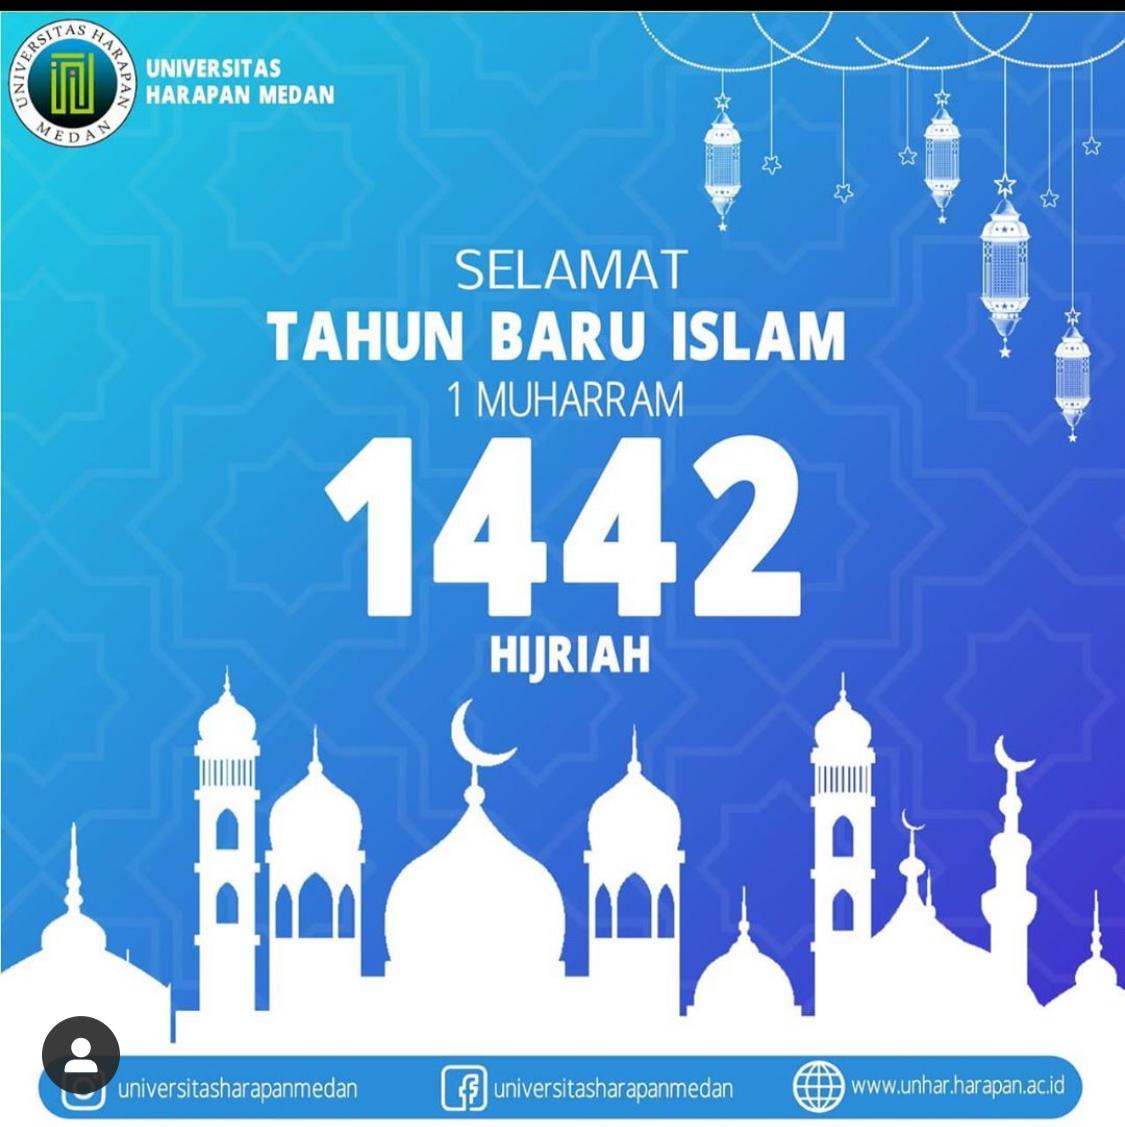 UNIVERSITAS HARAPAN
MEDAN
UNIVERSITAS
HARAPAN MEDAN
SELAMAT
TAHUN BARU ISLAM
1 MUHARRAM
1442
HIJRIAH
universitasharapanmedan
universitasharapanmedan
www.unhar.harapan.ac.id